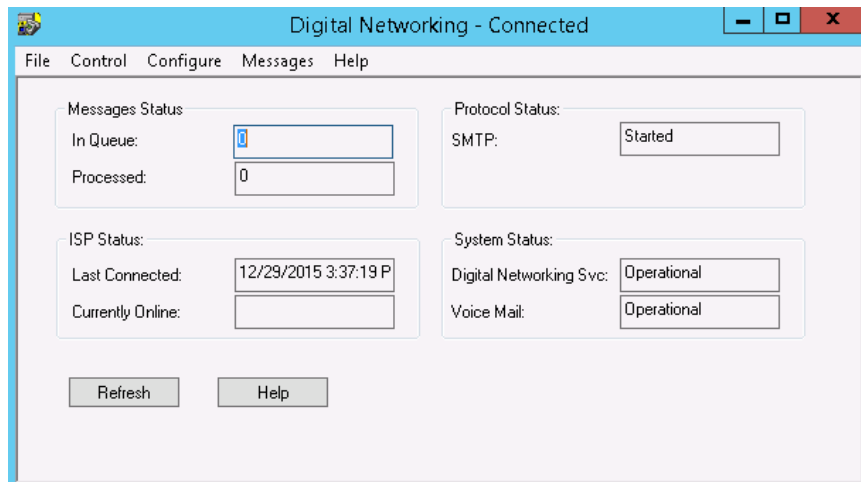 Digital Networking - Connected
File Control Configure Messages Help
Messages Status
In Queue: 0
Processed: 0
Protocol Status:
SMTP: Started
ISP Status:
Last Connected: 12/29/2015 3:37:19 P
Currently Online:
System Status:
Digital Networking Svc: Operational
Voice Mail: Operational
Refresh Help